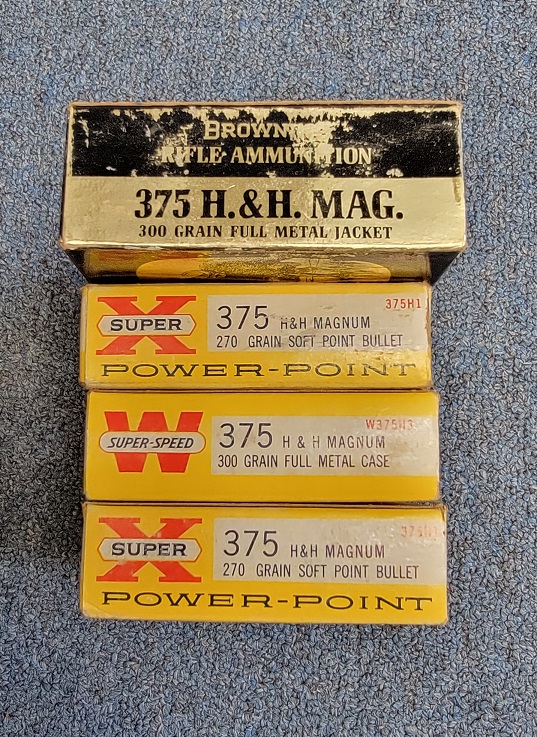 BROWNING
RIFLE AMMUNITION
375 H.&H. MAG.
300 GRAIN FULL METAL JACKET
X
SUPER
375H1
375 H&H MAGNUM
270 GRAIN SOFT POINT BULLET
POWER-POINT
W
SUPER-SPEED
W375H3
375 H & H MAGNUM
300 GRAIN FULL METAL CASE
X
SUPER
375H1
375 H&H MAGNUM
270 GRAIN SOFT POINT BULLET
POWER-POINT